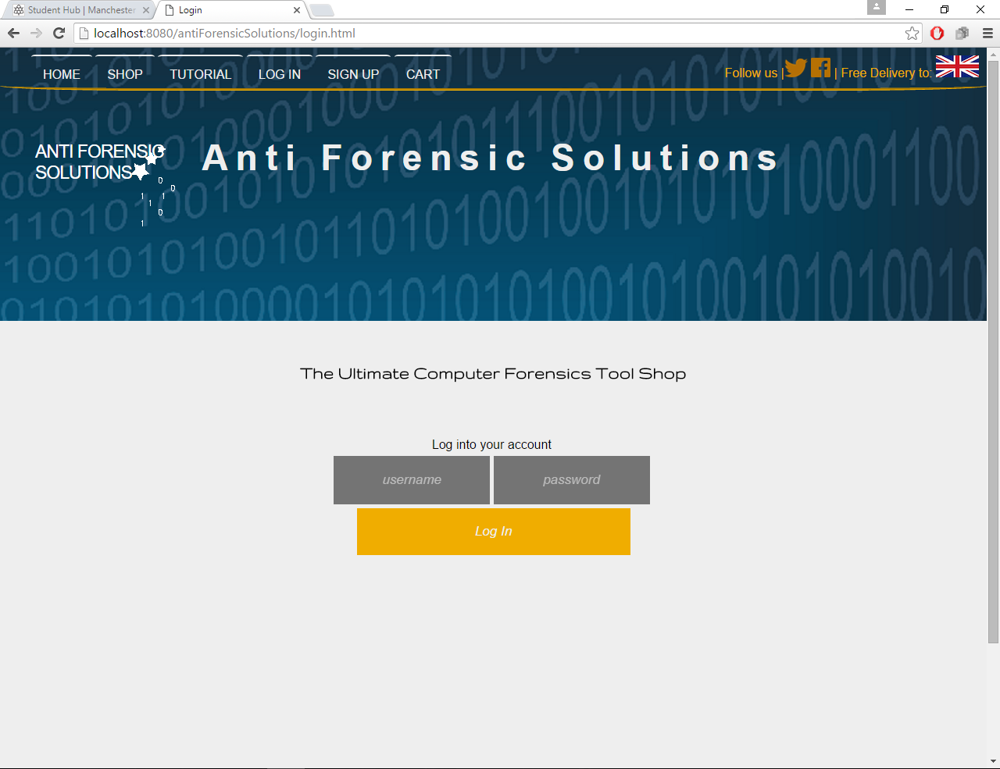 Student Hub | Manchester
Login
localhost:8080/antiForensicSolutions/login.html
HOME SHOP TUTORIAL LOG IN SIGN UP CART
Follow us | | Free Delivery to:
ANTI FORENSIC
SOLUTIONS
Anti Forensic Solutions
The Ultimate Computer Forensics Tool Shop
Log into your account
username password
Log In